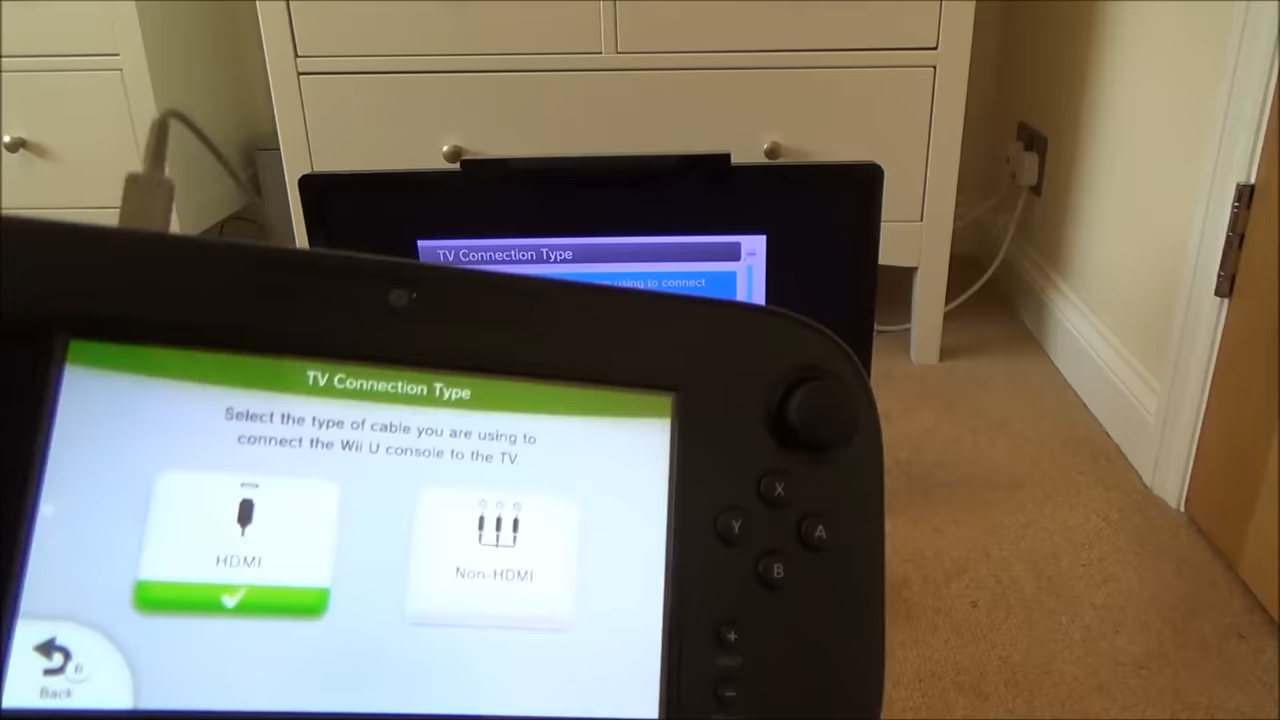 TV Connection Type
using to connect
TV Connection Type
Select the type of cable you are using to
connect the Wii U console to the TV.
HDMI
Non-HDMI
Back
X
Y
A
B
+
-